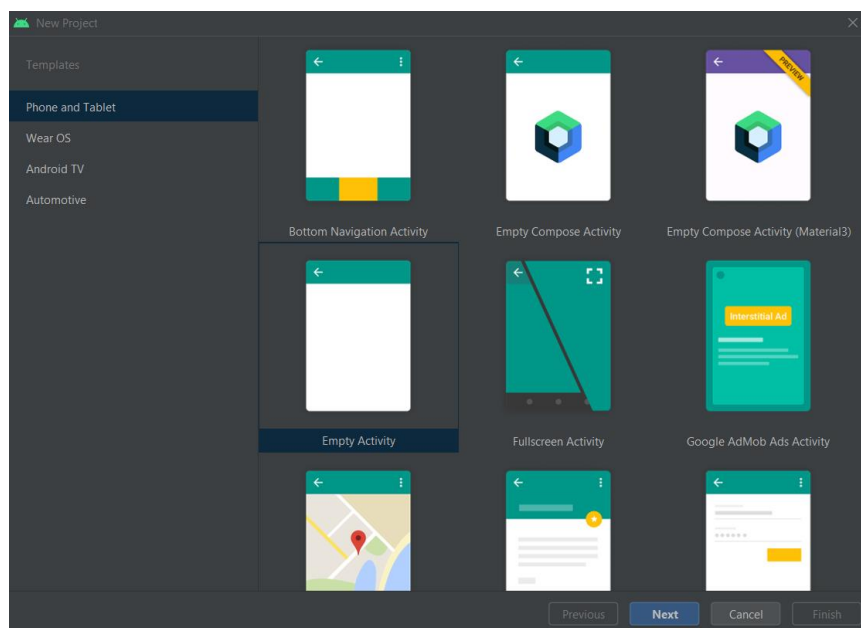 New Project
Templates
Phone and Tablet
Wear OS
Android TV
Automotive
Bottom Navigation Activity
Empty Compose Activity
PREVIEW
Empty Compose Activity (Material3)
Empty Activity
Fullscreen Activity
Interstitial Ad
Google AdMob Ads Activity
Previous
Next
Cancel
Finish